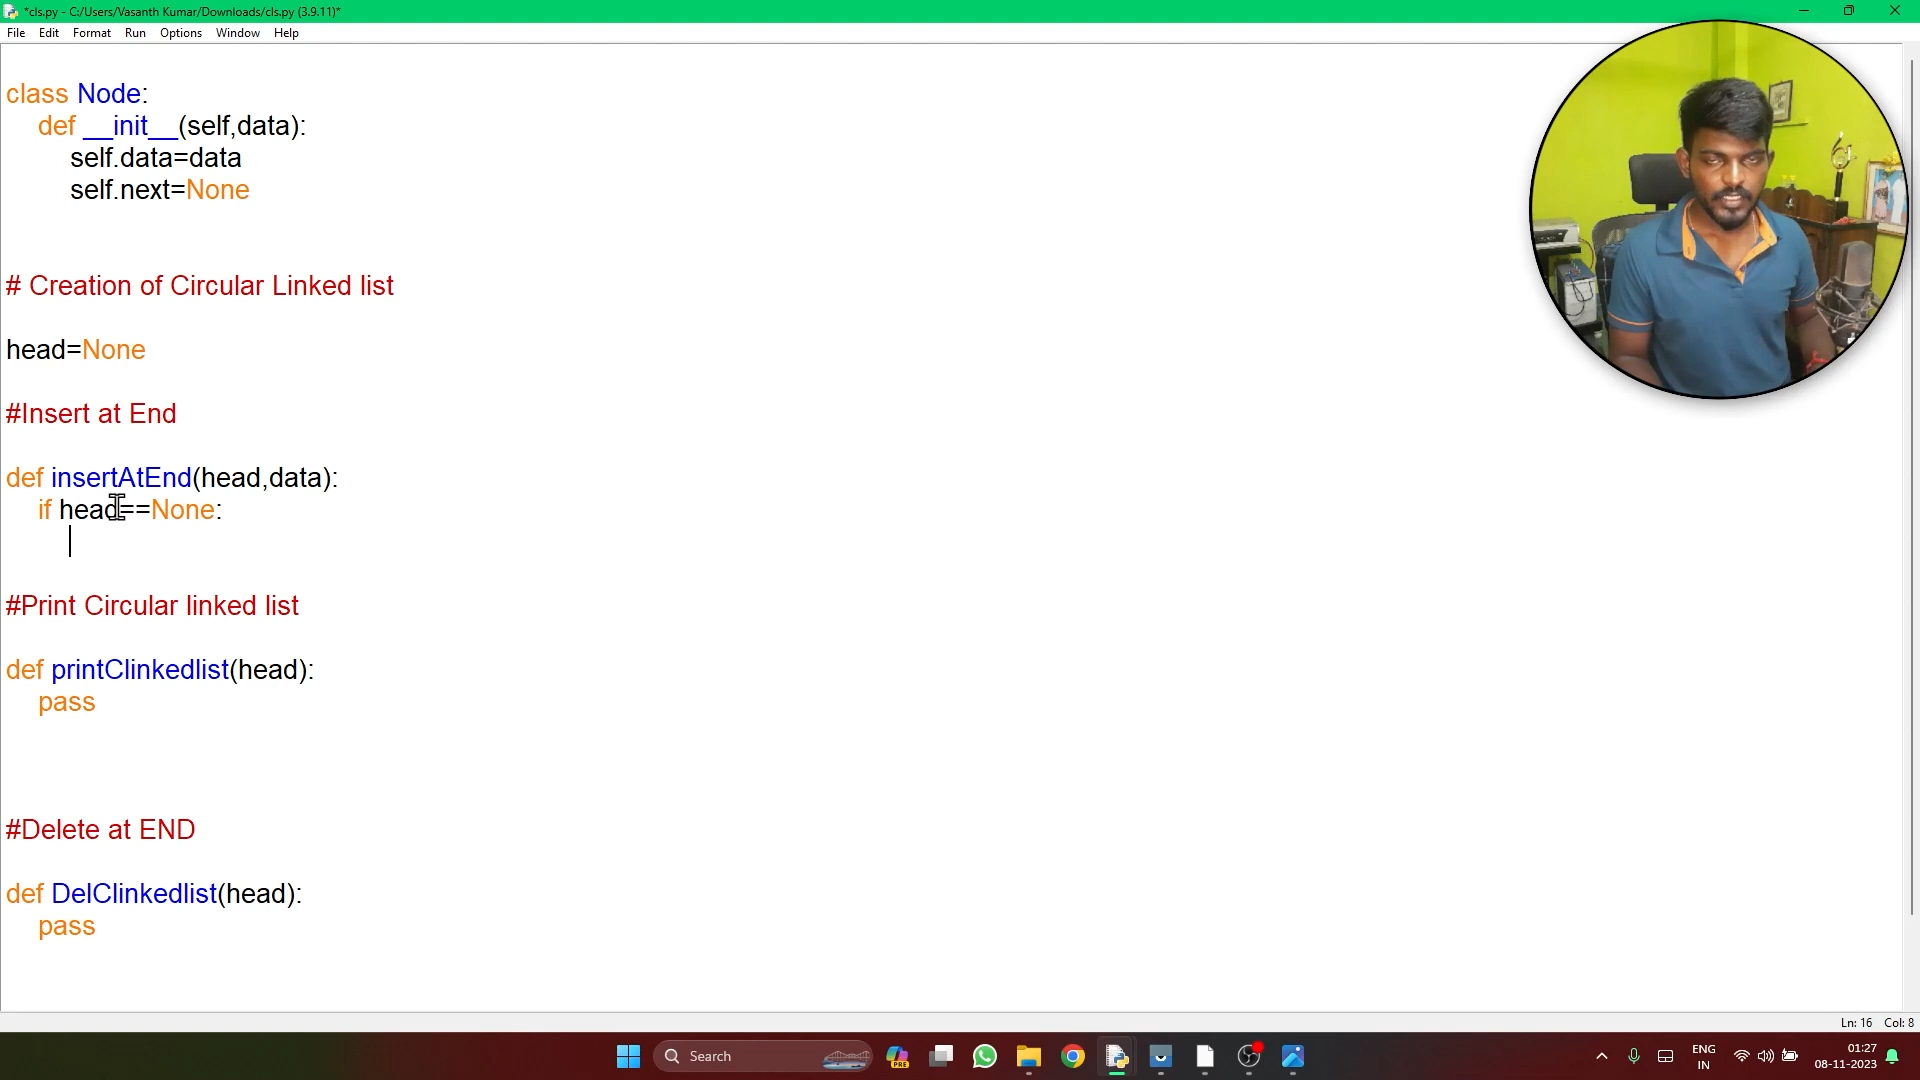 *cls.py - C:/Users/Vasanth Kumar/Downloads/cls.py (3.9.11)*
File Edit Format Run Options Window Help
class Node:
def __init__(self,data):
self.data=data
self.next=None
# Creation of Circular Linked list
head=None
#Insert at End
def insertAtEnd(head,data):
if head==None:
#Print Circular linked list
def printClinkedlist(head):
pass
#Delete at END
def DelClinkedlist(head):
pass
Ln: 16 Col: 8
Search
PRE
ENG
IN
01:27
08-11-2023